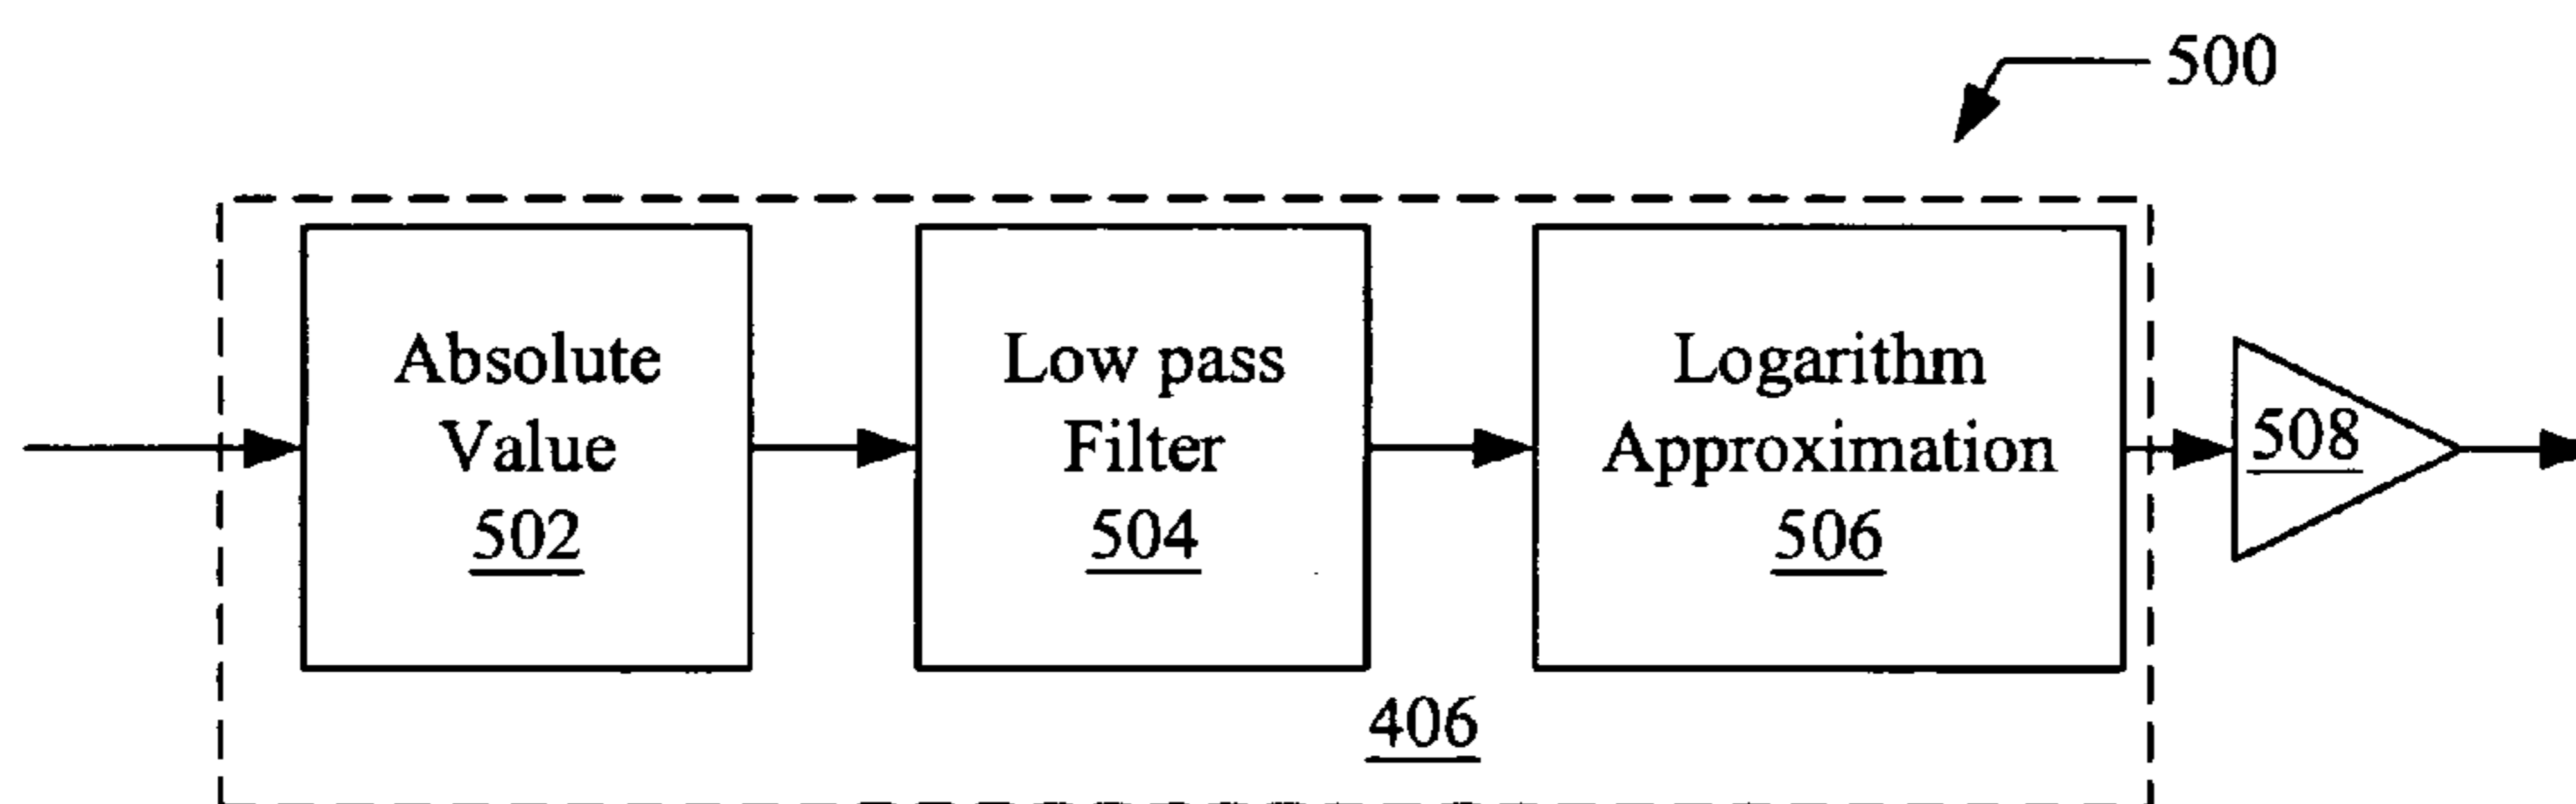 500
Absolute
Value
502
Low pass
Filter
504
Logarithm
Approximation
506
508
406